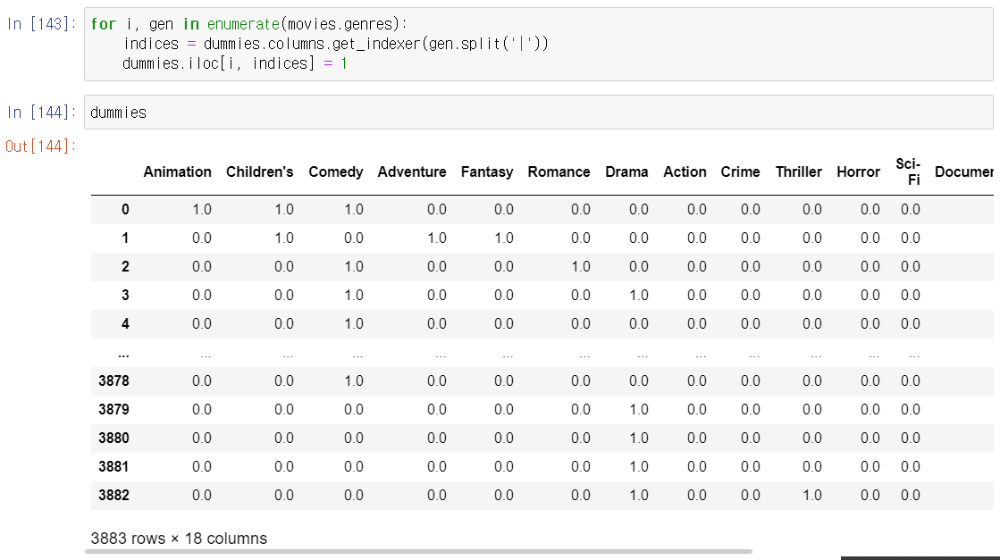 In [143]: for i, gen in enumerate(movies.genres):
indices = dummies.columns.get_indexer(gen.split('|'))
dummies.iloc[i, indices] = 1
In [144]: dummies
Out[144]:
Animation Children's Comedy Adventure Fantasy Romance Drama Action Crime Thriller Horror Sci-Fi Documer
0 1.0 1.0 1.0 0.0 0.0 0.0 0.0 0.0 0.0 0.0 0.0 0.0
1 0.0 1.0 0.0 1.0 1.0 0.0 0.0 0.0 0.0 0.0 0.0 0.0
2 0.0 0.0 1.0 0.0 0.0 1.0 0.0 0.0 0.0 0.0 0.0 0.0
3 0.0 0.0 1.0 0.0 0.0 0.0 1.0 0.0 0.0 0.0 0.0 0.0
4 0.0 0.0 1.0 0.0 0.0 0.0 0.0 0.0 0.0 0.0 0.0 0.0
... ... ... ... ... ... ... ... ... ... ... ... ...
3878 0.0 0.0 1.0 0.0 0.0 0.0 0.0 0.0 0.0 0.0 0.0 0.0
3879 0.0 0.0 0.0 0.0 0.0 0.0 1.0 0.0 0.0 0.0 0.0 0.0
3880 0.0 0.0 0.0 0.0 0.0 0.0 1.0 0.0 0.0 0.0 0.0 0.0
3881 0.0 0.0 0.0 0.0 0.0 0.0 1.0 0.0 0.0 0.0 0.0 0.0
3882 0.0 0.0 0.0 0.0 0.0 0.0 1.0 0.0 0.0 1.0 0.0 0.0
3883 rows × 18 columns